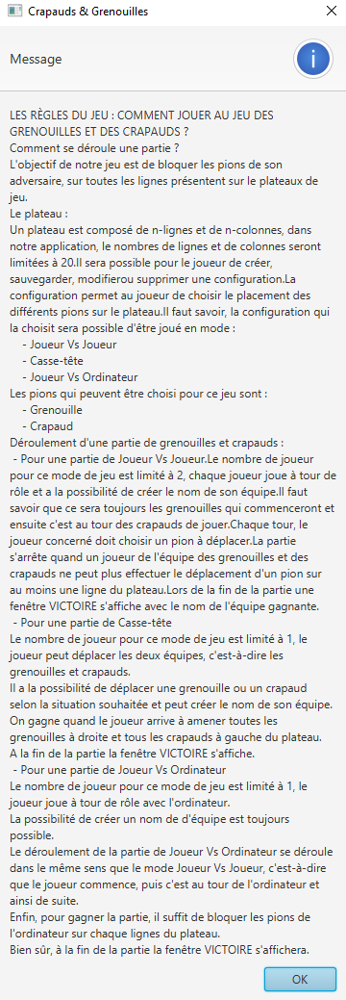 Crapauds & Grenouilles
Message
LES RÈGLES DU JEU : COMMENT JOUER AU JEU DES
GRENOUILLES ET DES CRAPAUDS ?
Comment se déroule une partie ?
L'objectif de notre jeu est de bloquer les pions de son
adversaire, sur toutes les lignes présentent sur le plateaux de
jeu.
Le plateau :
Un plateau est composé de n-lignes et de n-colonnes, dans
notre application, le nombres de lignes et de colonnes seront
limitées à 20.Il sera possible pour le joueur de créer,
sauvegarder, modifierou supprimer une configuration.La
configuration permet au joueur de choisir le placement des
différents pions sur le plateau.Il faut savoir, la configuration qui
la choisit sera possible d'être joué en mode :
- Joueur Vs Joueur
- Casse-tête
- Joueur Vs Ordinateur
Les pions qui peuvent être choisi pour ce jeu sont :
- Grenouille
- Crapaud
Déroulement d'une partie de grenouilles et crapauds :
- Pour une partie de Joueur Vs Joueur.Le nombre de joueur
pour ce mode de jeu est limité à 2, chaque joueur joue à tour de
rôle et a la possibilité de créer le nom de son équipe.Il faut
savoir que ce sera toujours les grenouilles qui commenceront et
ensuite c'est au tour des crapauds de jouer.Chaque tour, le
joueur concerné doit choisir un pion à déplacer.La partie
s'arrête quand un joueur de l'équipe des grenouilles et des
crapauds ne peut plus effectuer le déplacement d'un pion sur
au moins une ligne du plateau.Lors de la fin de la partie une
fenêtre VICTOIRE s'affiche avec le nom de l'équipe gagnante.
- Pour une partie de Casse-tête
Le nombre de joueur pour ce mode de jeu est limité à 1, le
joueur peut déplacer les deux équipes, c'est-à-dire les
grenouilles et crapauds.
Il a la possibilité de déplacer une grenouille ou un crapaud
selon la situation souhaitée et peut créer le nom de son équipe.
On gagne quand le joueur arrive à amener toutes les
grenouilles à droite et tous les crapauds à gauche du plateau.
A la fin de la partie la fenêtre VICTOIRE s'affiche.
- Pour une partie de Joueur Vs Ordinateur
Le nombre de joueur pour ce mode de jeu est limité à 1, le
joueur joue à tour de rôle avec l'ordinateur.
La possibilité de créer un nom de d'équipe est toujours
possible.
Le déroulement de la partie de Joueur Vs Ordinateur se déroule
dans le même sens que le mode Joueur Vs Joueur, c'est-à-dire
que le joueur commence, puis c'est au tour de l'ordinateur et
ainsi de suite.
Enfin, pour gagner la partie, il suffit de bloquer les pions de
l'ordinateur sur chaque lignes du plateau.
Bien sûr, à la fin de la partie la fenêtre VICTOIRE s'affichera.
OK